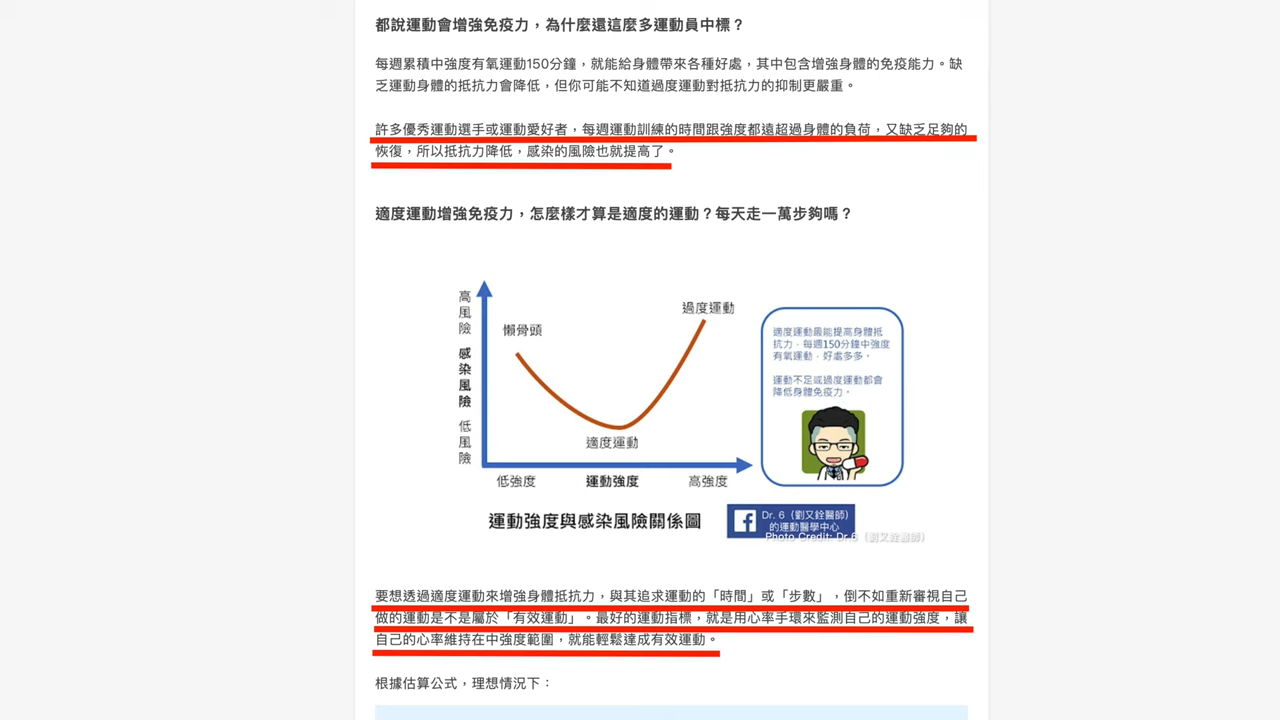 都說運動會增強免疫力，為什麼還這麼多運動員中標？
每週累積中強度有氧運動150分鐘，就能給身體帶來各種好處，其中包含增強身體的免疫能力。缺
乏運動身體的抵抗力會降低，但你可能不知道過度運動對抵抗力的抑制更嚴重。
許多優秀運動選手或運動愛好者，每週運動訓練的時間跟強度都遠超過身體的負荷，又缺乏足夠的
恢復，所以抵抗力降低，感染的風險也就提高了。
適度運動增強免疫力，怎麼樣才算是適度的運動？每天走一萬步夠嗎？
高風險
感染風險
低風險
懶骨頭
過度運動
適度運動
低強度
運動強度
高強度
運動強度與感染風險關係圖
適度運動最能提高身體抵
抗力，每週150分鐘中強度
有氧運動，好處多多。
運動不足或過度運動都會
降低身體免疫力。
Dr. 6（劉又銓醫師）
的運動醫學中心
Photo Credit: Dr.6（劉又銓醫師）
要想透過適度運動來增強身體抵抗力，與其追求運動的「時間」或「步數」，倒不如重新審視自己
做的運動是不是屬於「有效運動」。最好的運動指標，就是用心率手環來監測自己的運動強度，讓
自己的心率維持在中強度範圍，就能輕鬆達成有效運動。
根據估算公式，理想情況下：